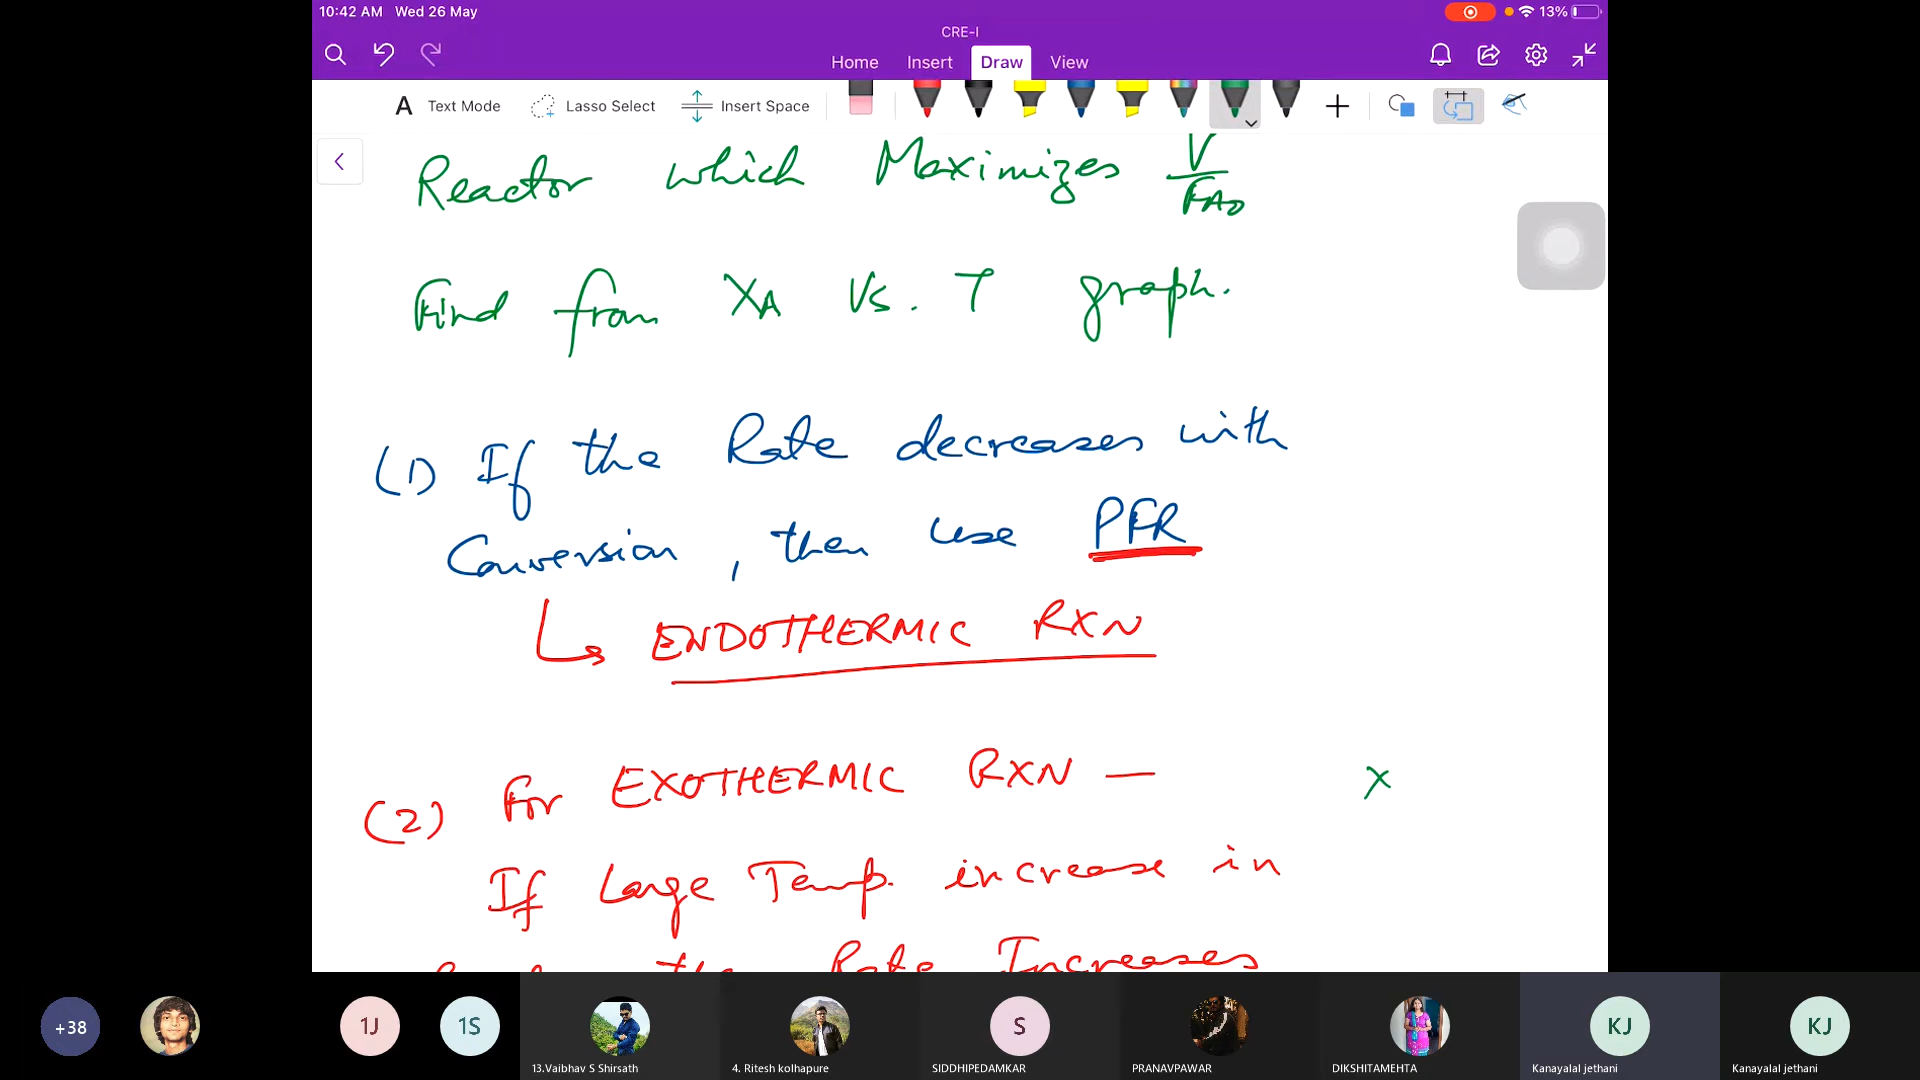 10:42 AM Wed 26 May
13%
CRE-I
Home Insert Draw View
A Text Mode Lasso Select Insert Space
Reactor which Maximizes V/FA0
Find from XA Vs. T graph.
(1) If the Rate decreases with
Conversion, then use PFR
ENDOTHERMIC RXN
(2) For EXOTHERMIC RXN —
X
If Large Temp. increase in
the Rate Increases
+38
1J
1S
S
KJ
KJ
13.Vaibhav S Shirsath
4. Ritesh kolhapure
SIDDHIPEDAMKAR
PRANAVPAWAR
DIKSHITAMEHTA
Kanayalal jethani
Kanayalal jethani